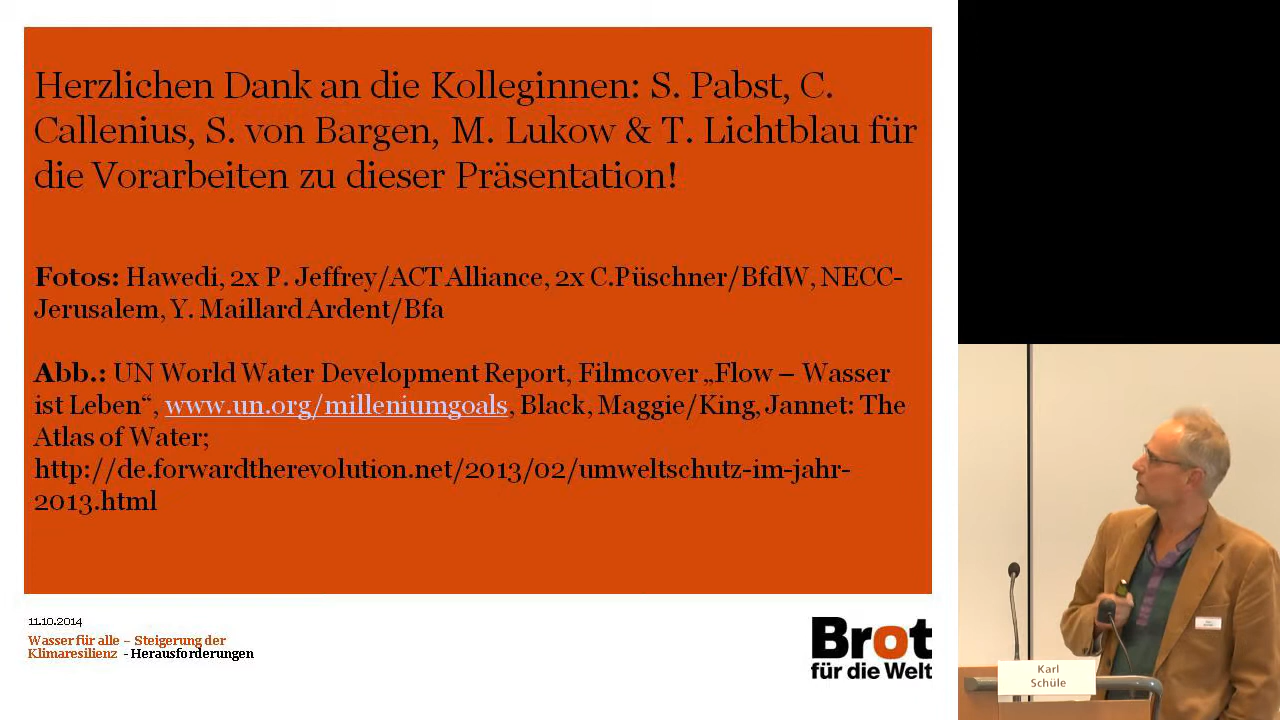 Herzlichen Dank an die Kolleginnen: S. Pabst, C.
Callenius, S. von Bargen, M. Lukow & T. Lichtblau für
die Vorarbeiten zu dieser Präsentation!
Fotos: Hawedi, 2x P. Jeffrey/ACT Alliance, 2x C.Püschner/BfdW, NECC-
Jerusalem, Y. Maillard Ardent/Bfa
Abb.: UN World Water Development Report, Filmcover „Flow – Wasser
ist Leben“, www.un.org/milleniumgoals, Black, Maggie/King, Jannet: The
Atlas of Water;
http://de.forwardtherevolution.net/2013/02/umweltschutz-im-jahr-
2013.html
11.10.2014
Wasser für alle – Steigerung der
Klimaresilienz - Herausforderungen
Brot
für die Welt
Karl
Schüle